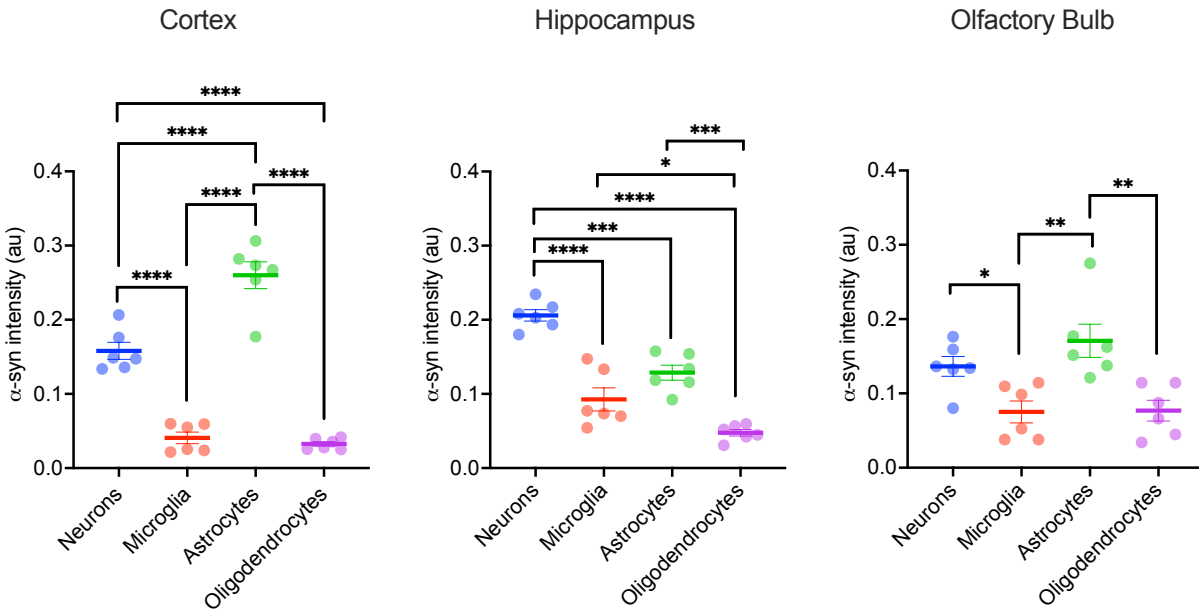 Cortex
****
****
****
****
****
0.4
0.3
0.2
0.1
0.0
α-syn intensity (au)
Neurons
Microglia
Astrocytes
Oligodendrocytes
Hippocampus
***
*
****
***
****
0.4
0.3
0.2
0.1
0.0
α-syn intensity (au)
Neurons
Microglia
Astrocytes
Oligodendrocytes
Olfactory Bulb
**
**
*
0.4
0.3
0.2
0.1
0.0
α-syn intensity (au)
Neurons
Microglia
Astrocytes
Oligodendrocytes